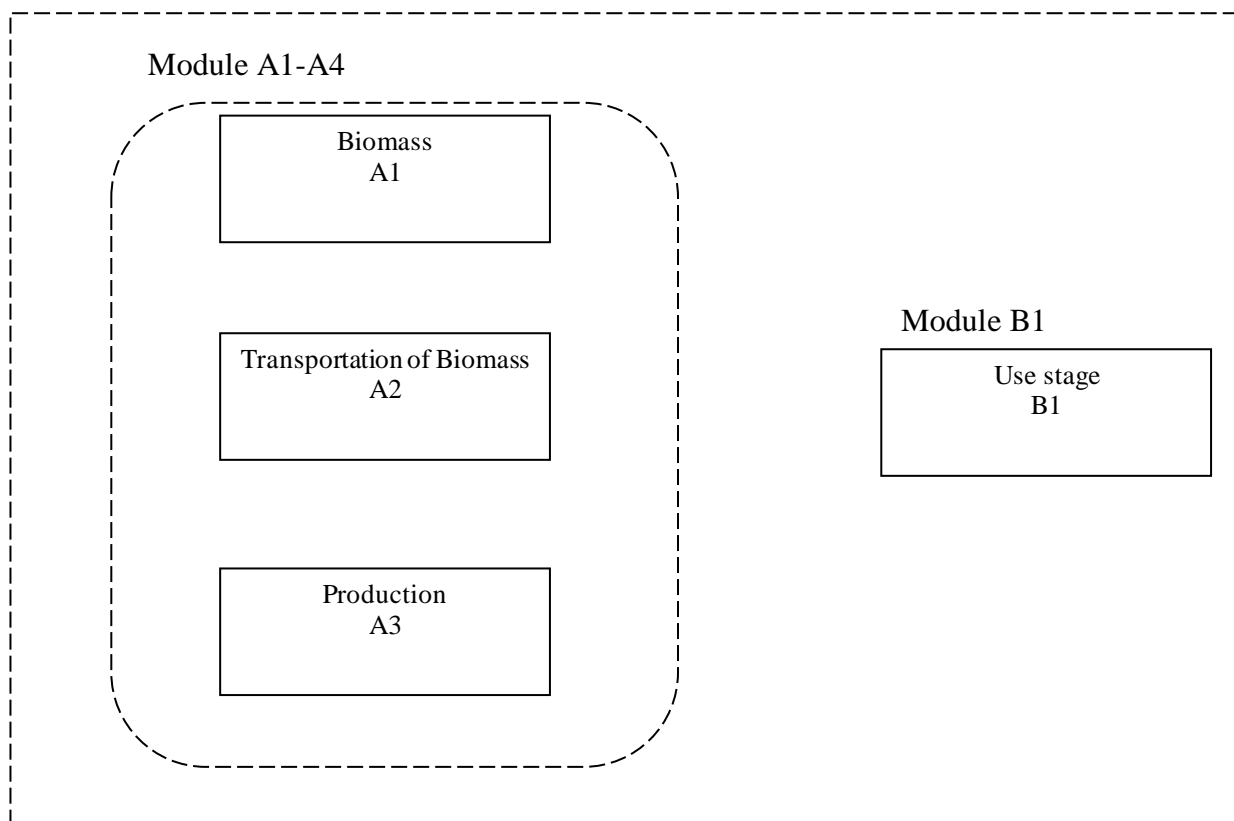 Module A1-A4
Biomass
A1
Transportation of Biomass
A2
Production
A3
Module B1
Use stage
B1